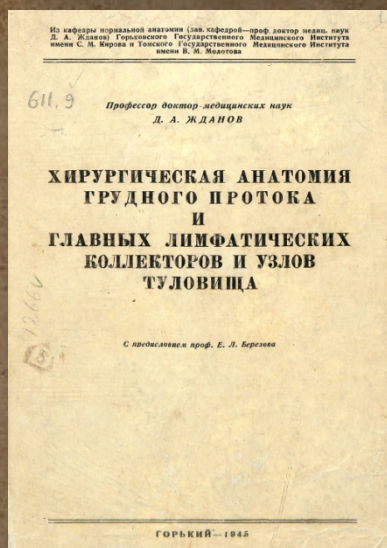 Из кафедры нормальной анатомии (зав. кафедрой—проф. доктор медиц. наук
Д. А. Жданов) Горьковского Государственного Медицинского Института
имени С. М. Кирова и Томского Государственного Медицинского Института
имени В. М. Молотова
611.9
Профессор доктор медицинских наук
Д. А. ЖДАНОВ
ХИРУРГИЧЕСКАЯ АНАТОМИЯ
ГРУДНОГО ПРОТОКА
И
ГЛАВНЫХ ЛИМФАТИЧЕСКИХ
КОЛЛЕКТОРОВ И УЗЛОВ
ТУЛОВИЩА
С предисловием проф. Е. Л. Березова
ГОРЬКИЙ—1945